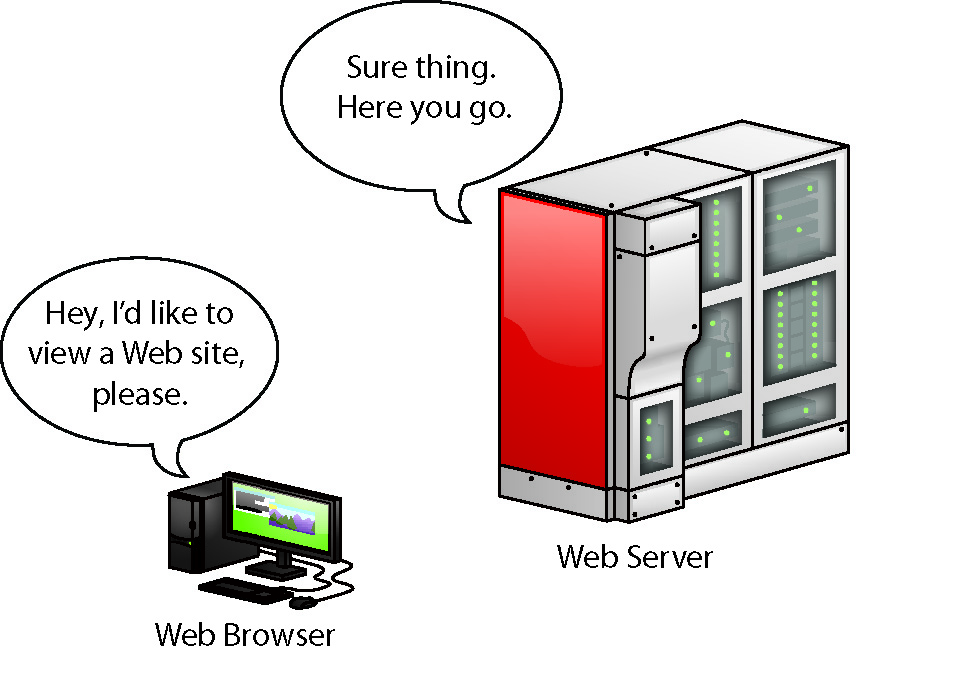 Sure thing.
Here you go.
Hey, I’d like to
view a Web site,
please.
Web Server
Web Browser